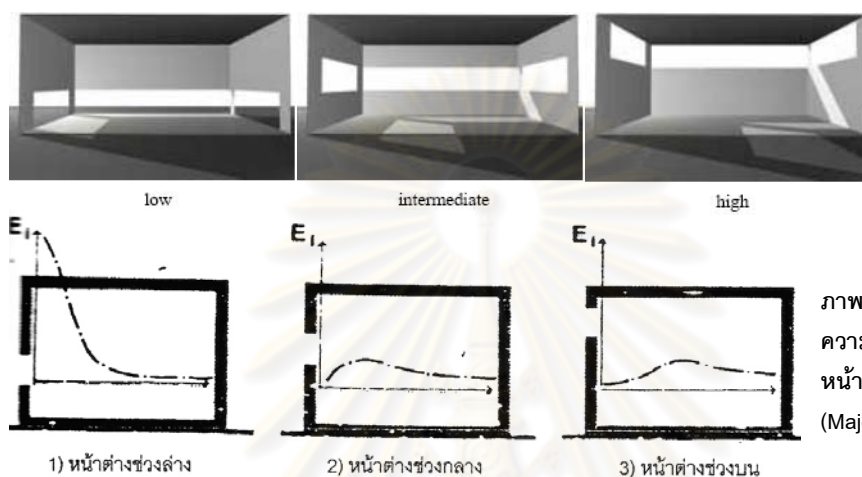 low
intermediate
high
E₁
E₁
E₁
ภาพ
ความ
หน้า
(Maj
1) หน้าต่างช่วงล่าง
2) หน้าต่างช่วงกลาง
3) หน้าต่างช่วงบน